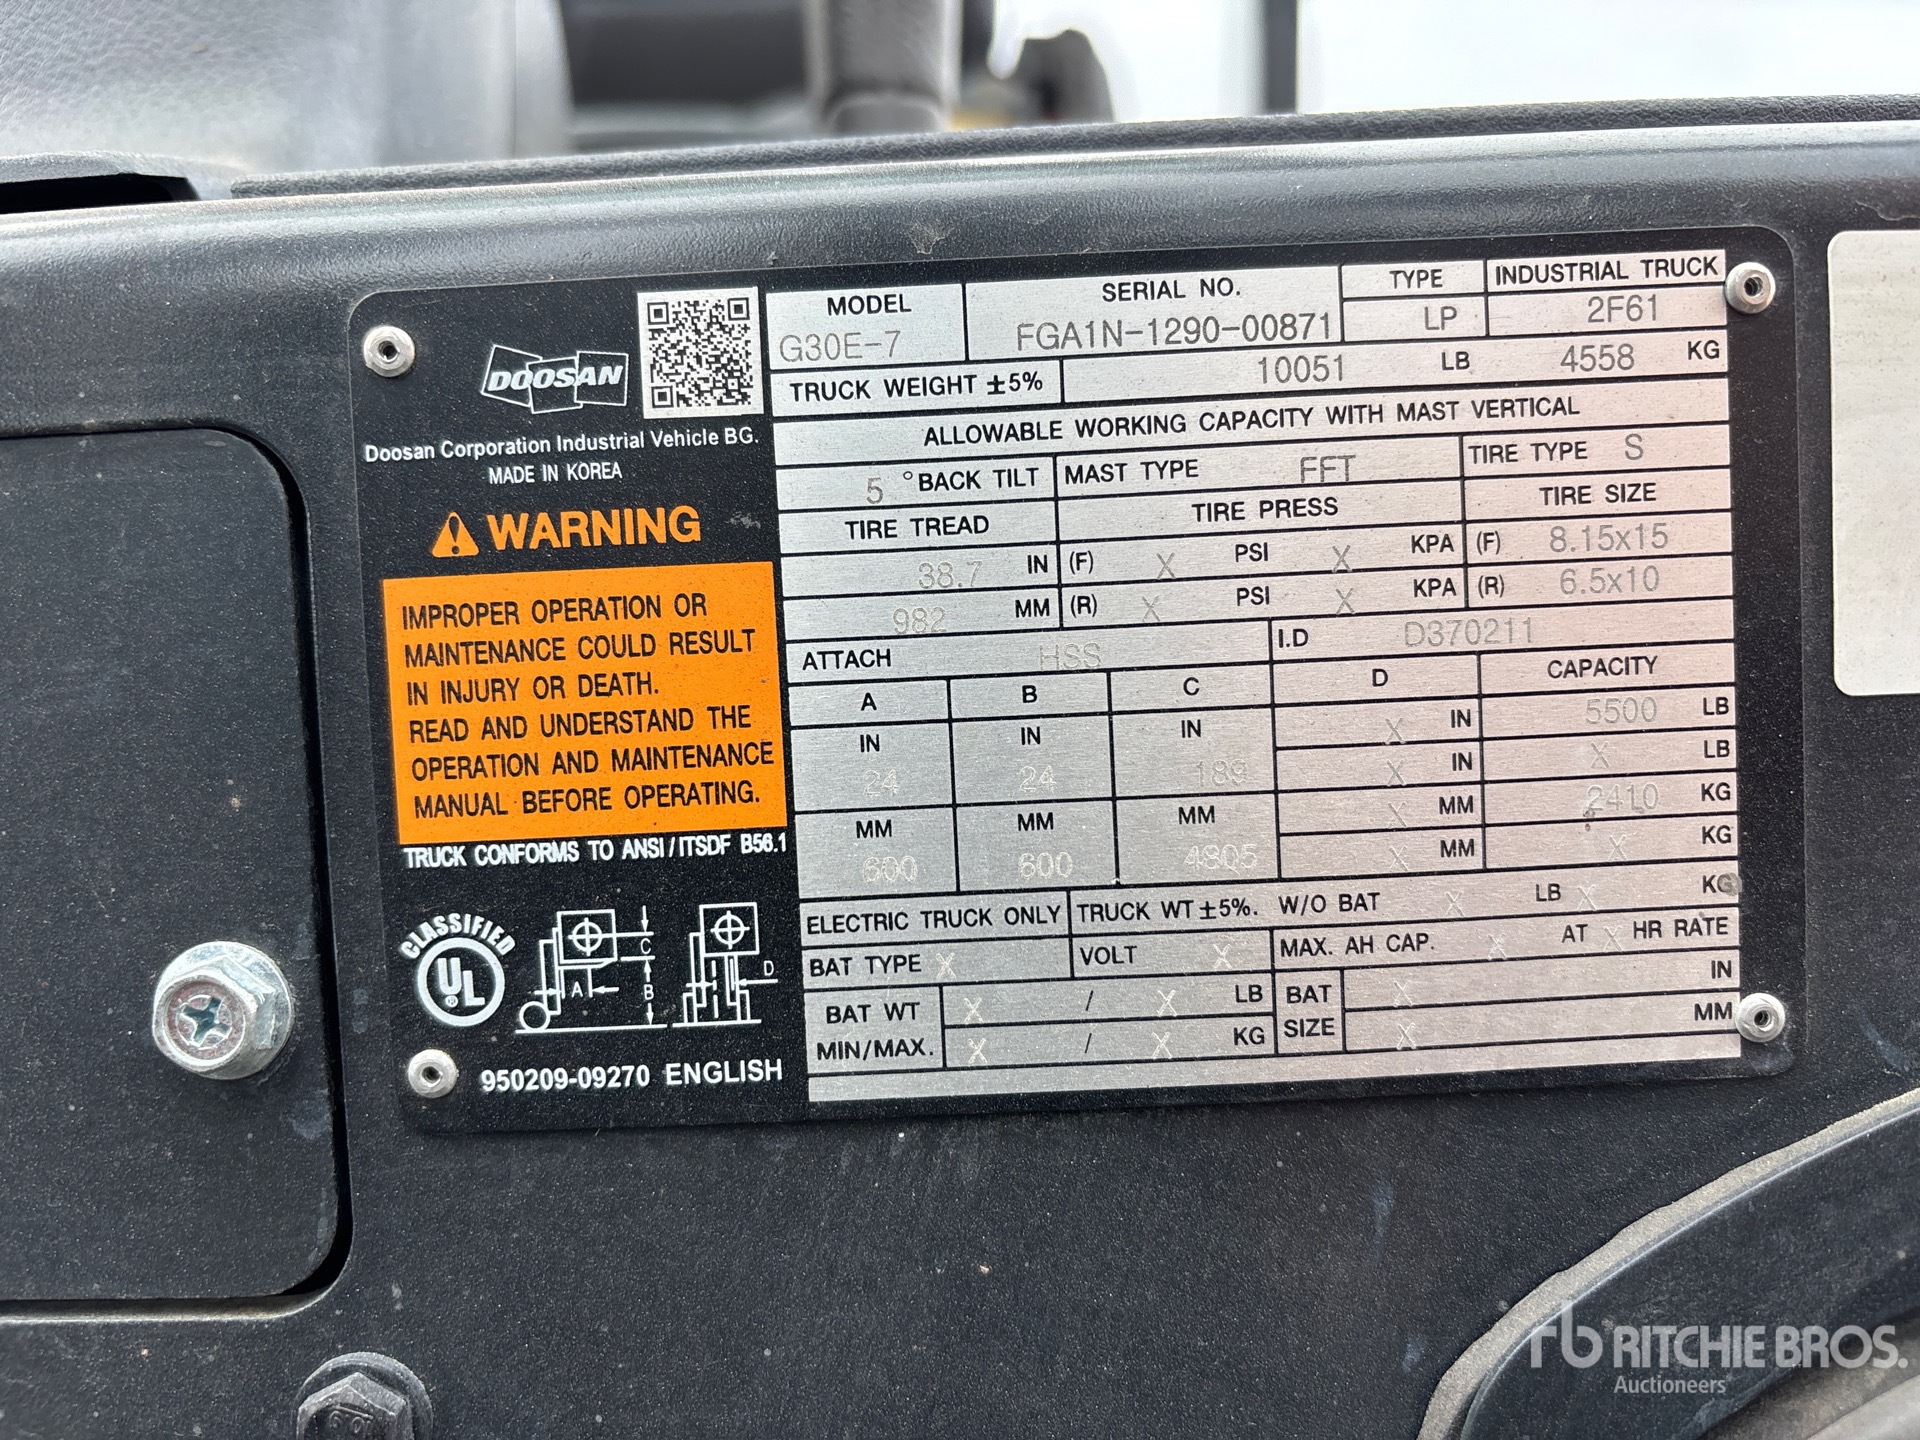 DOOSAN
Doosan Corporation Industrial Vehicle BG.
MADE IN KOREA
WARNING
IMPROPER OPERATION OR
MAINTENANCE COULD RESULT
IN INJURY OR DEATH.
READ AND UNDERSTAND THE
OPERATION AND MAINTENANCE
MANUAL BEFORE OPERATING.
TRUCK CONFORMS TO ANSI/ITSDF B56.1
CLASSIFIED
UL ®
C
A
B
D
950209-09270 ENGLISH
MODEL SERIAL NO. TYPE INDUSTRIAL TRUCK
G30E-7 FGA1N-1290-00871 LP 2F61
TRUCK WEIGHT ±5% 10051 LB 4558 KG
ALLOWABLE WORKING CAPACITY WITH MAST VERTICAL
5 °BACK TILT MAST TYPE FFT TIRE TYPE S
TIRE TREAD TIRE PRESS TIRE SIZE
38.7 IN (F) X PSI X KPA (F) 8.15x15
982 MM (R) X PSI X KPA (R) 6.5x10
ATTACH HSS I.D D370211
A B C D CAPACITY
IN IN IN X IN 5500 LB
24 24 189 X IN X LB
MM MM MM X MM 2410 KG
600 600 4805 X MM X KG
ELECTRIC TRUCK ONLY TRUCK WT ±5%. W/O BAT X LB X KG
BAT TYPE X VOLT X MAX. AH CAP. X AT X HR RATE
BAT WT X / X LB BAT X IN
MIN/MAX. X / X KG SIZE X MM
rb RITCHIE BROS.
Auctioneers